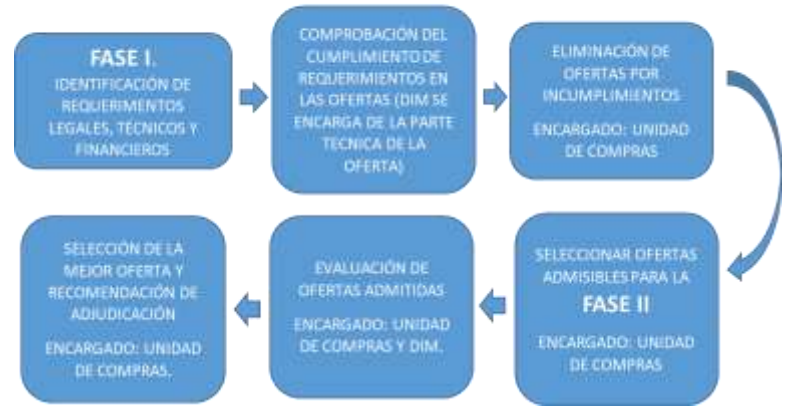 FASE I.
IDENTIFICACIÓN DE
REQUERIMENTOS
LEGALES, TÉCNICOS Y
FINANCIEROS
COMPROBACIÓN DEL
CUMPLIMIENTO DE
REQUERIMIENTOS EN
LAS OFERTAS (DIM SE
ENCARGA DE LA PARTE
TECNICA DE LA
OFERTA)
ELIMINACIÓN DE
OFERTAS POR
INCUMPLIMIENTOS
ENCARGADO: UNIDAD
DE COMPRAS
SELECCIONAR OFERTAS
ADMISIBLES PARA LA
FASE II
ENCARGADO: UNIDAD
DE COMPRAS
EVALUACIÓN DE
OFERTAS ADMITIDAS
ENCARGADO: UNIDAD
DE COMPRAS Y DIM.
SELECCIÓN DE LA
MEJOR OFERTA Y
RECOMENDACIÓN DE
ADJUDICACIÓN
ENCARGADO: UNIDAD
DE COMPRAS.